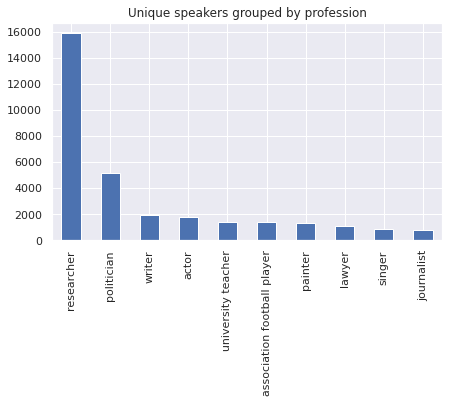 Unique speakers grouped by profession
16000
14000
12000
10000
8000
6000
4000
2000
0
researcher
politician
writer
actor
university teacher
association football player
painter
lawyer
singer
journalist